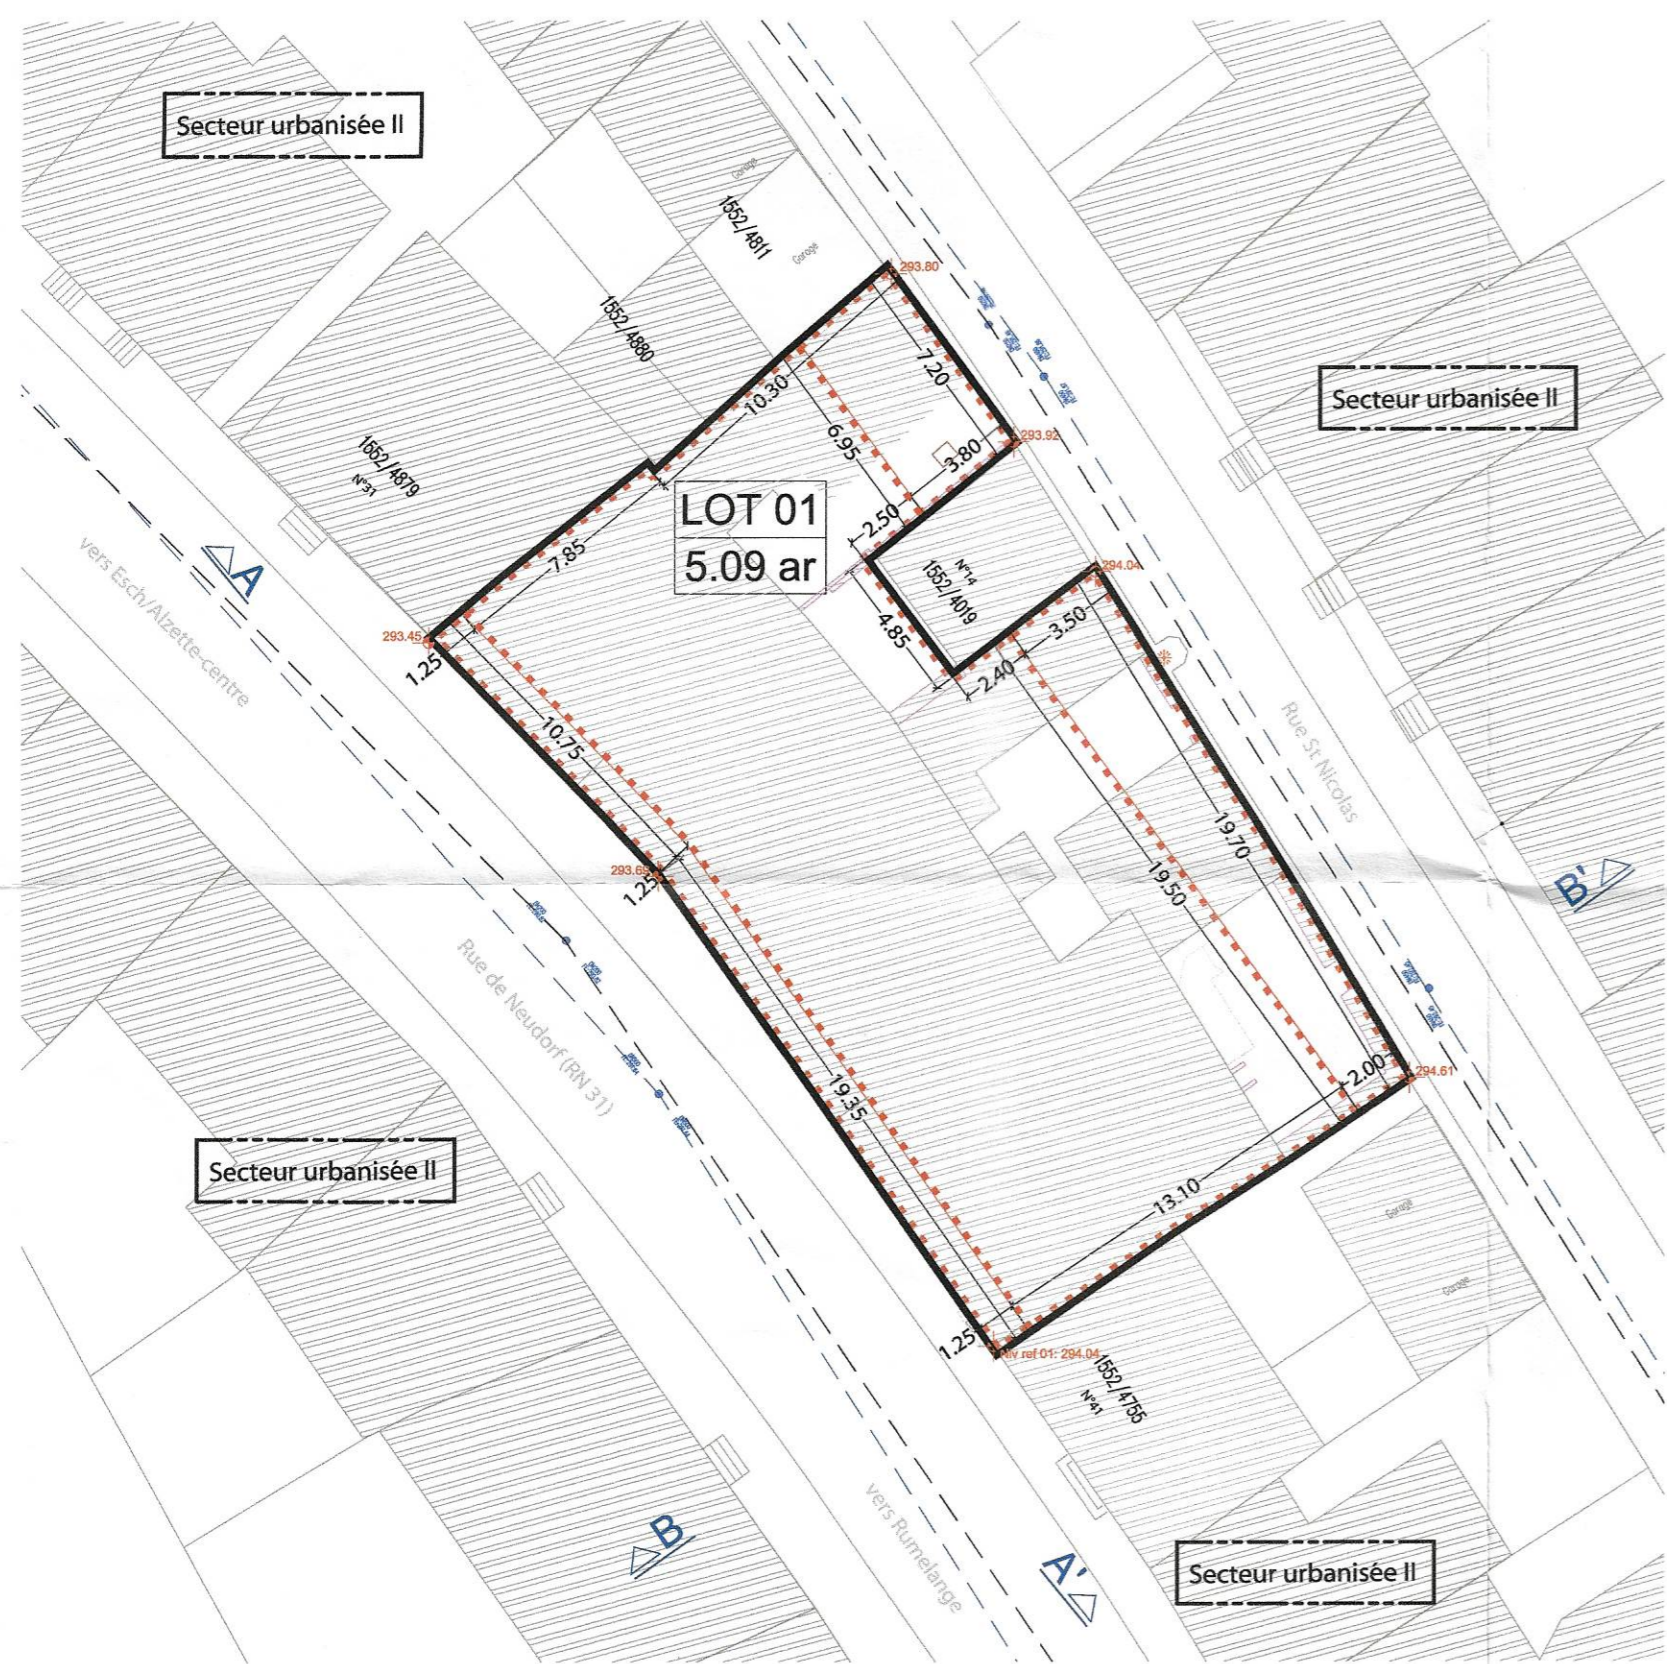 Secteur urbanisée II
Garage
1552/4811
Garage
293.80
1552/4880
7.20
10.30
Secteur urbanisée II
6.95
293.92
3.80
1552/4879
N°31
LOT 01
5.09 ar
2.50
7.85
N°14
1552/4019
294.04
A
vers Esch/Alzette-centre
4.85
3.50
293.45
1.25
2.40
10.75
Rue St Nicolas
19.70
19.50
B'
1.25
Rue de Neudorf (RN 31)
2.00
294.61
19.35
Secteur urbanisée II
13.10
Garage
Garage
1.25
Niv ref 01: 294.04
1552/4755
N°41
vers Rumelange
B
A'
Secteur urbanisée II